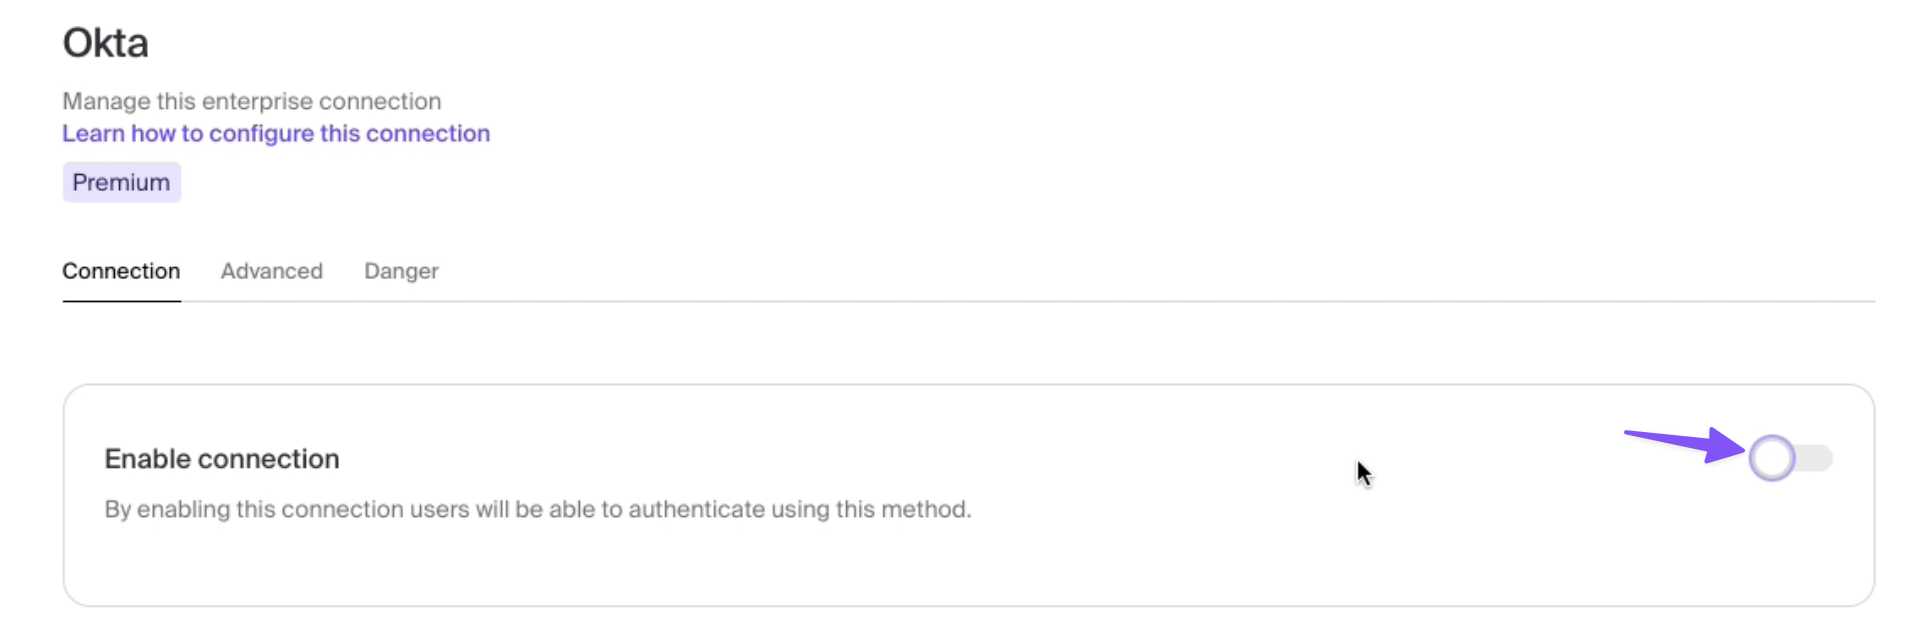 Okta
Manage this enterprise connection
Learn how to configure this connection
Premium
Connection Advanced Danger
Enable connection
By enabling this connection users will be able to authenticate using this method.